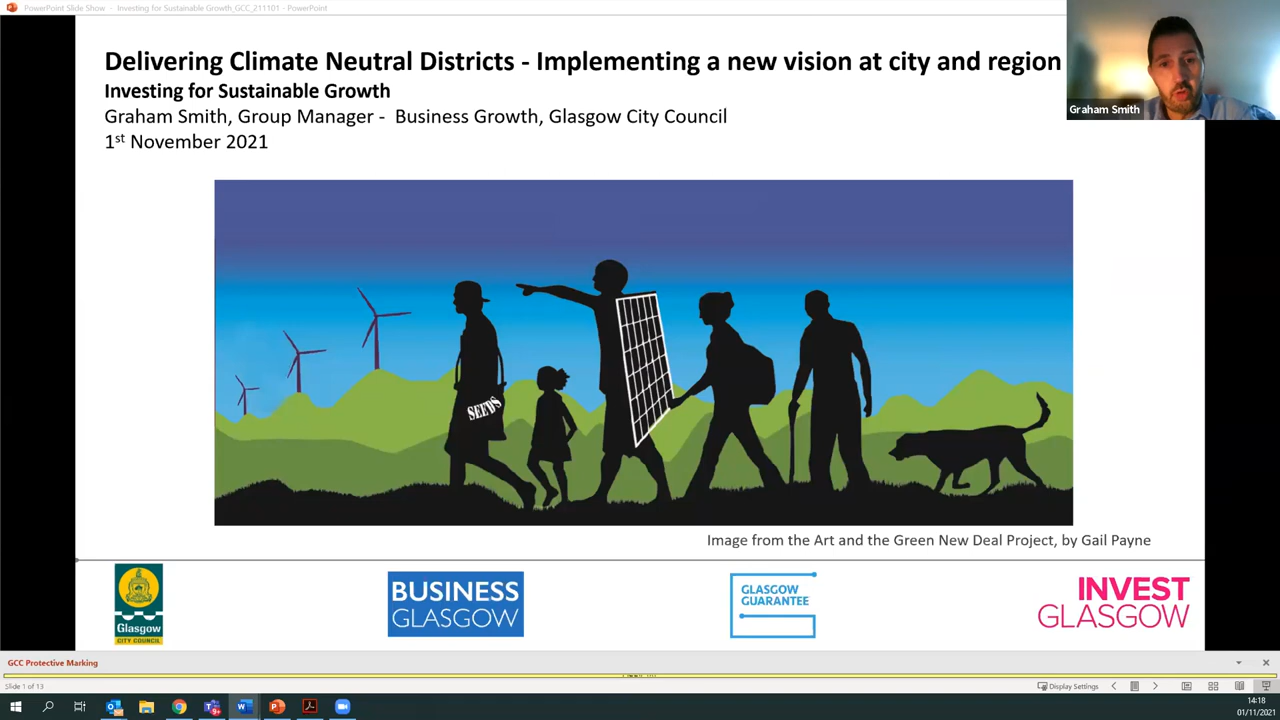 PowerPoint Slide Show - Investing for Sustainable Growth_GCC_211101 - PowerPoint
Delivering Climate Neutral Districts - Implementing a new vision at city and region
Investing for Sustainable Growth
Graham Smith, Group Manager - Business Growth, Glasgow City Council
1st November 2021
Graham Smith
SEEDS
Image from the Art and the Green New Deal Project, by Gail Payne
Glasgow
CITY COUNCIL
BUSINESS
GLASGOW
GLASGOW
GUARANTEE
INVEST
GLASGOW
GCC Protective Marking
Slide 1 of 13
Display Settings
14:18
01/11/2021